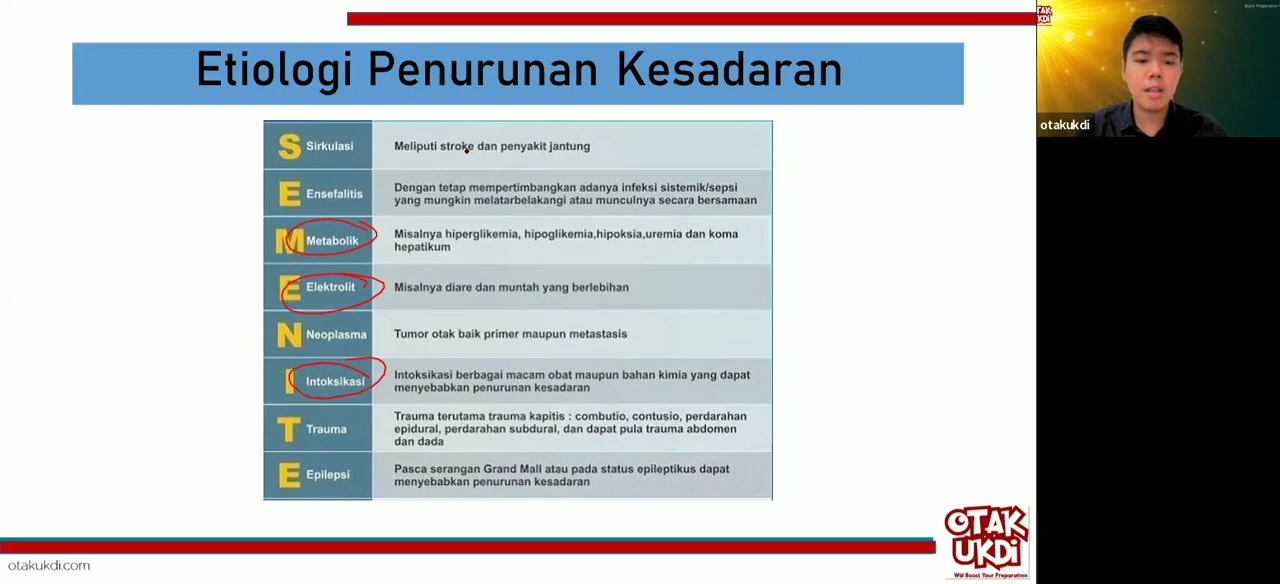 Etiologi Penurunan Kesadaran
S Sirkulasi
Meliputi stroke dan penyakit jantung
E Ensefalitis
Dengan tetap mempertimbangkan adanya infeksi sistemik/sepsi
yang mungkin melatarbelakangi atau munculnya secara bersamaan
M Metabolik
Misalnya hiperglikemia, hipoglikemia,hipoksia,uremia dan koma
hepatikum
E Elektrolit
Misalnya diare dan muntah yang berlebihan
N Neoplasma
Tumor otak baik primer maupun metastasis
I Intoksikasi
Intoksikasi berbagai macam obat maupun bahan kimia yang dapat
menyebabkan penurunan kesadaran
T Trauma
Trauma terutama trauma kapitis : combutio, contusio, perdarahan
epidural, perdarahan subdural, dan dapat pula trauma abdomen
dan dada
E Epilepsi
Pasca serangan Grand Mall atau pada status epileptikus dapat
menyebabkan penurunan kesadaran
OTAK
UKDI
Will Boost Your Preparation
otakukdi.com
otakukdi